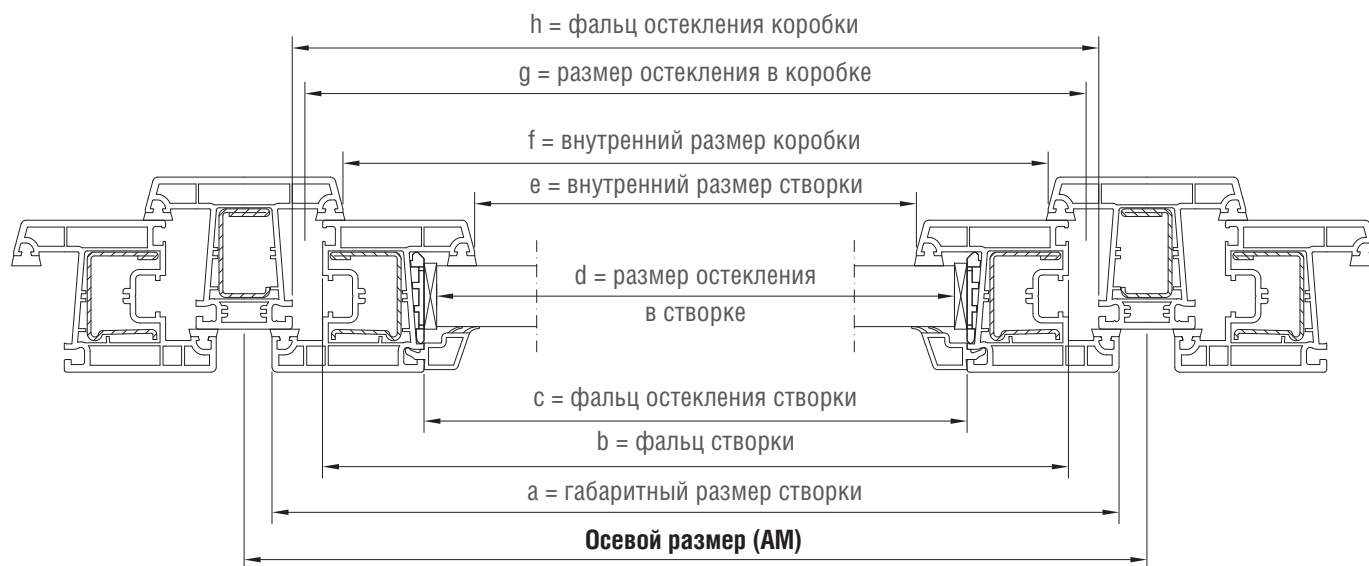 h = фальц остекления коробки
g = размер остекления в коробке
f = внутренний размер коробки
e = внутренний размер створки
d = размер остекления
в створке
c = фальц остекления створки
b = фальц створки
a = габаритный размер створки
Осевой размер (АМ)